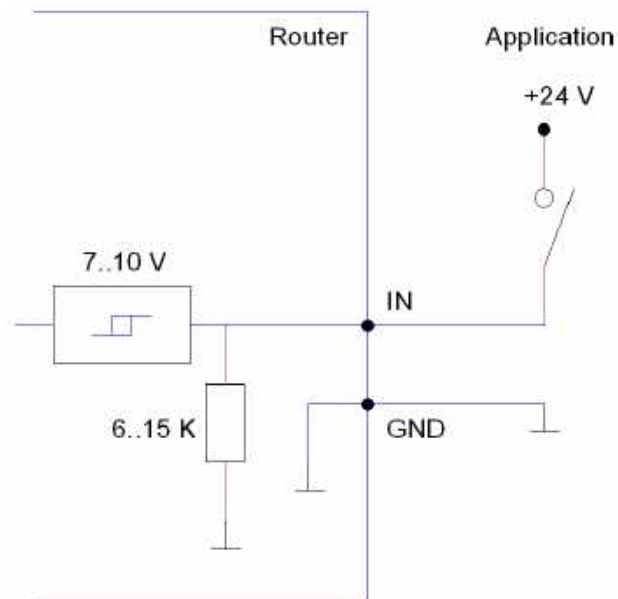 Router
Application
+24 V
7..10 V
IN
6..15 K
GND